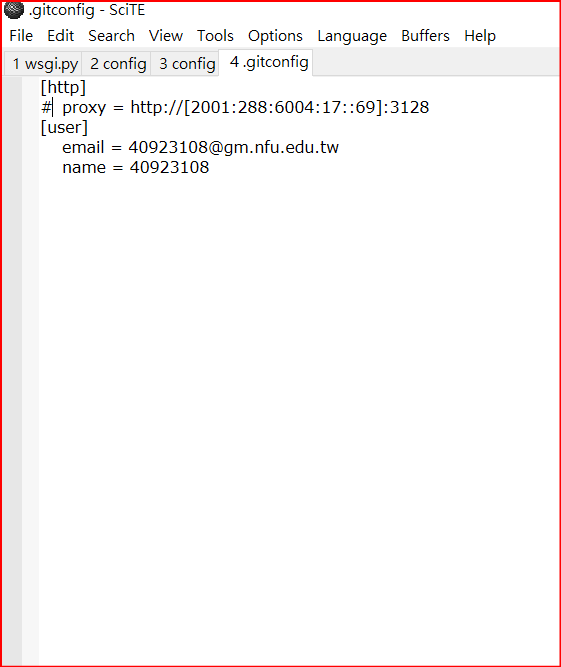 .gitconfig - SciTE
File Edit Search View Tools Options Language Buffers Help
1 wsgi.py 2 config 3 config 4 .gitconfig
[http]
# proxy = http://[2001:288:6004:17::69]:3128
[user]
email = 40923108@gm.nfu.edu.tw
name = 40923108